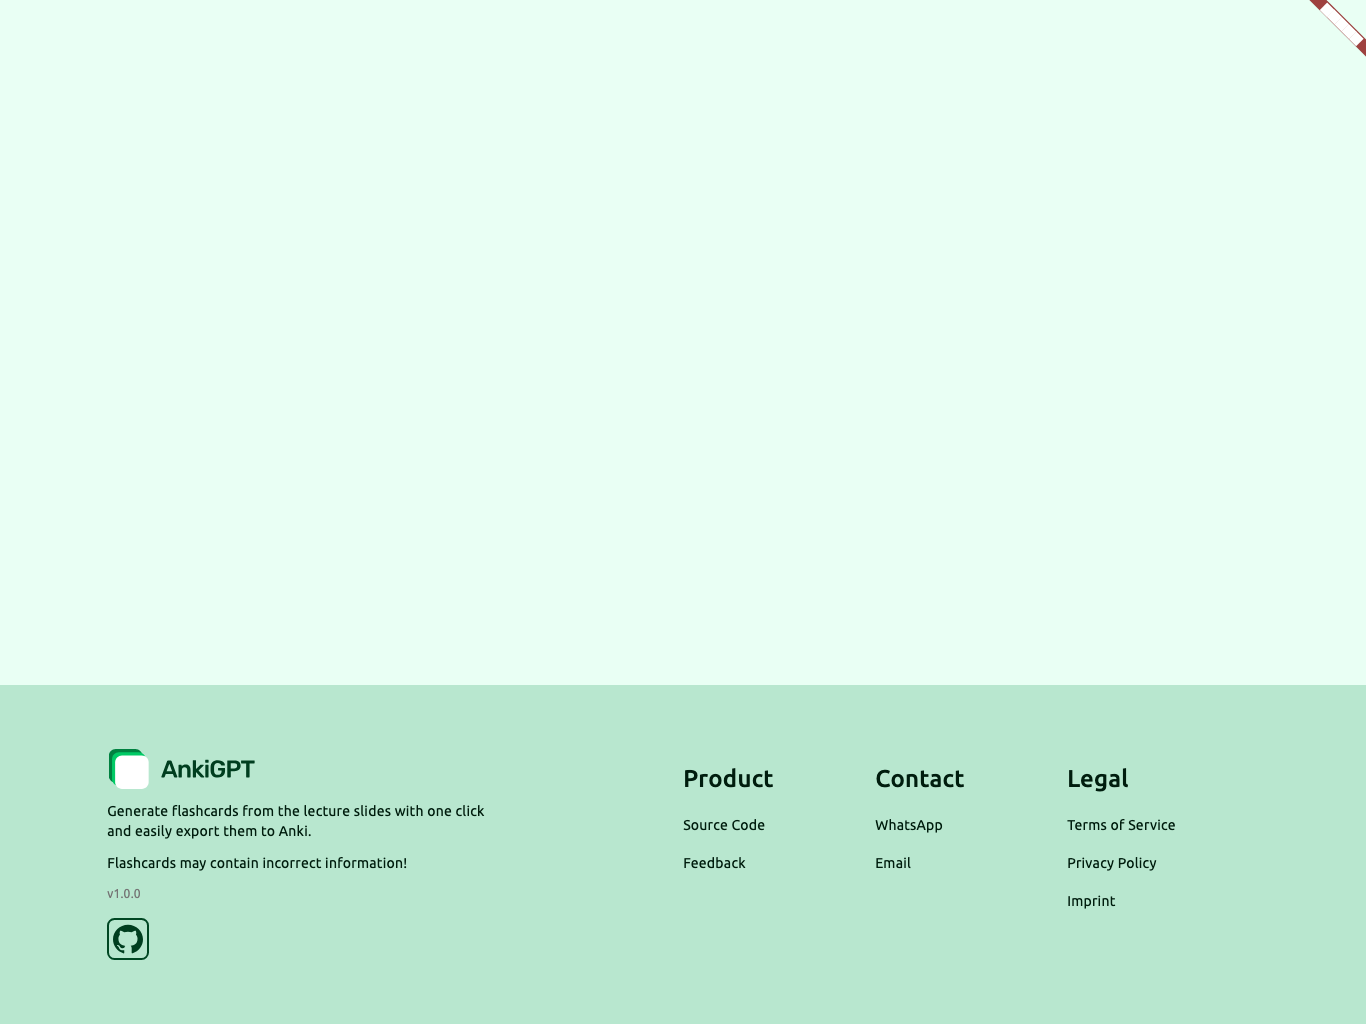 AnkiGPT
Generate flashcards from the lecture slides with one click
and easily export them to Anki.
Flashcards may contain incorrect information!
v1.0.0
Product
Source Code
Feedback
Contact
WhatsApp
Email
Legal
Terms of Service
Privacy Policy
Imprint